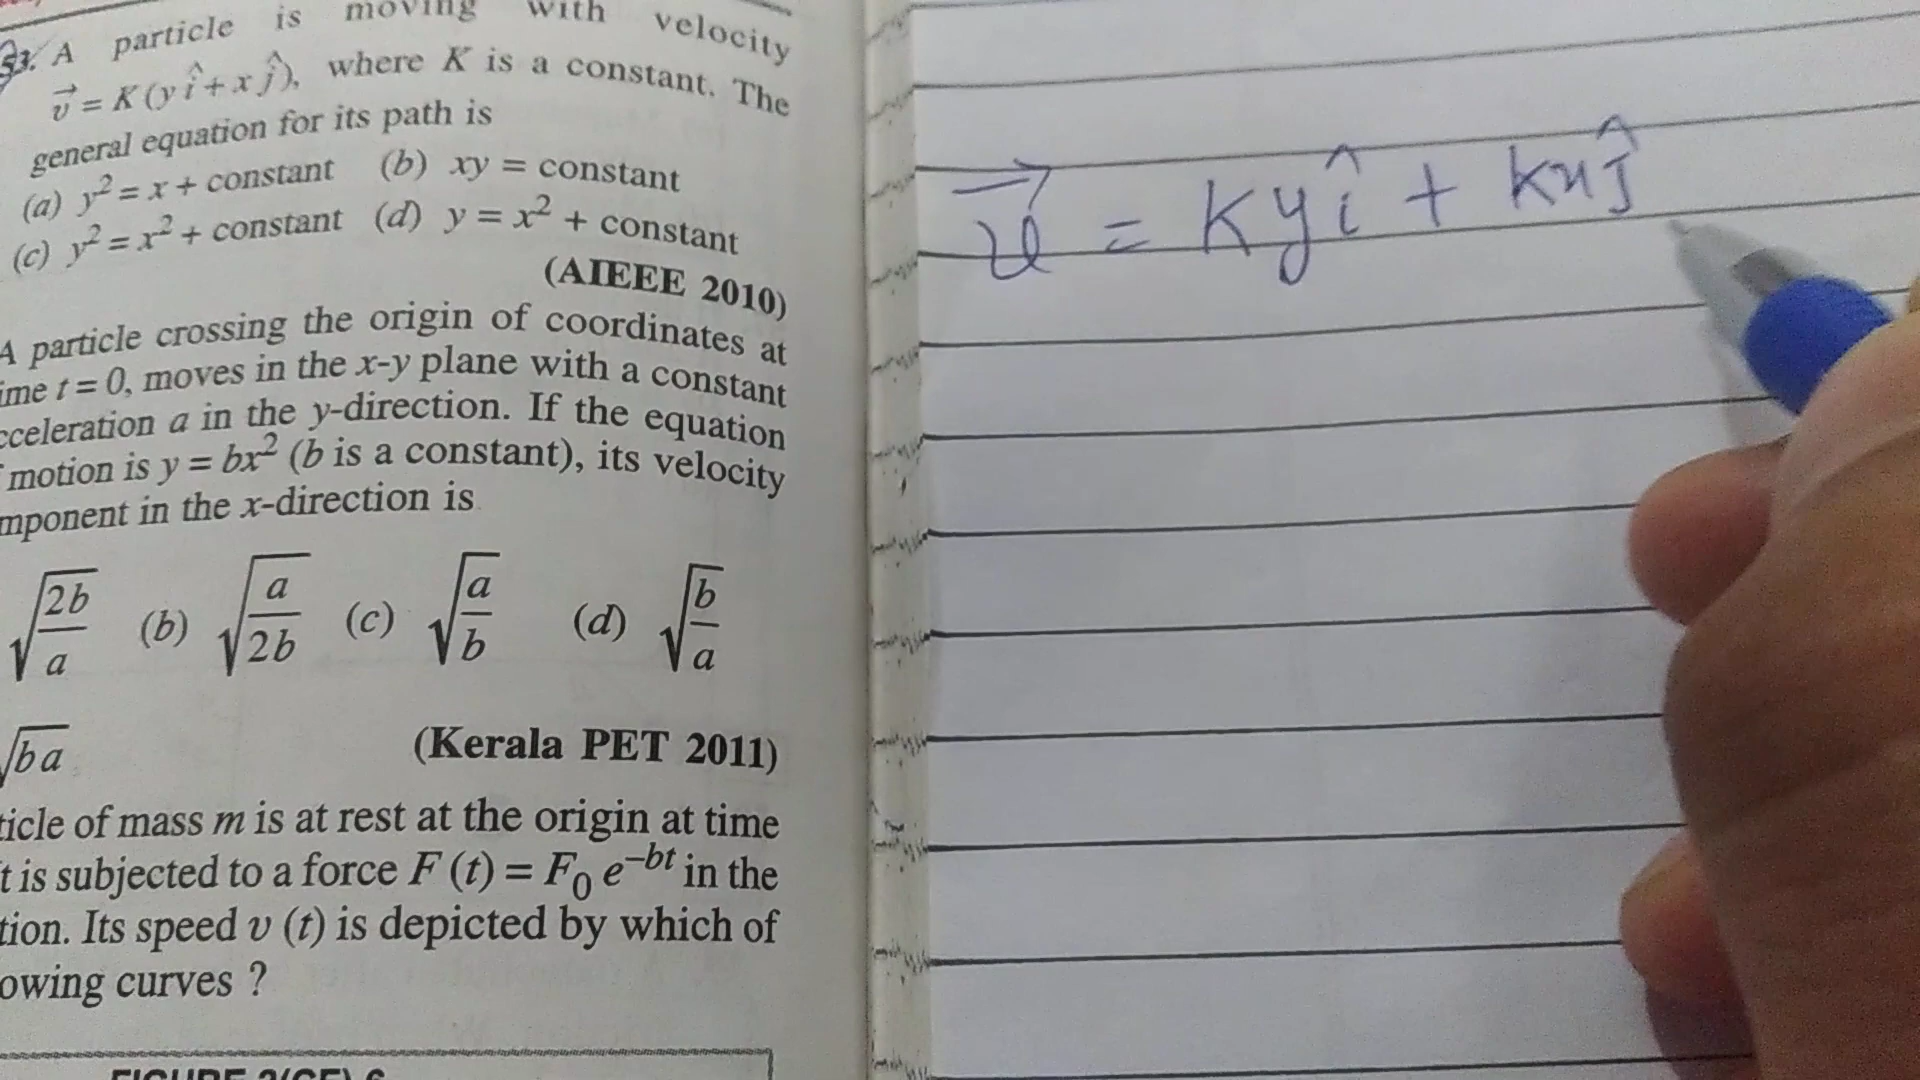 53. A particle is moving with velocity
v⃗ = K(y î + x ĵ), where K is a constant. The
general equation for its path is
(a) y² = x + constant (b) xy = constant
(c) y² = x² + constant (d) y = x² + constant
(AIEEE 2010)
A particle crossing the origin of coordinates at
ime t = 0, moves in the x-y plane with a constant
cceleration a in the y-direction. If the equation
motion is y = bx² (b is a constant), its velocity
mponent in the x-direction is
√(2b/a) (b) √(a/2b) (c) √(a/b) (d) √(b/a)
√ba (Kerala PET 2011)
ticle of mass m is at rest at the origin at time
t is subjected to a force F (t) = F₀ e^(−bt) in the
tion. Its speed v (t) is depicted by which of
owing curves ?
v⃗ = Kyî + Kxĵ